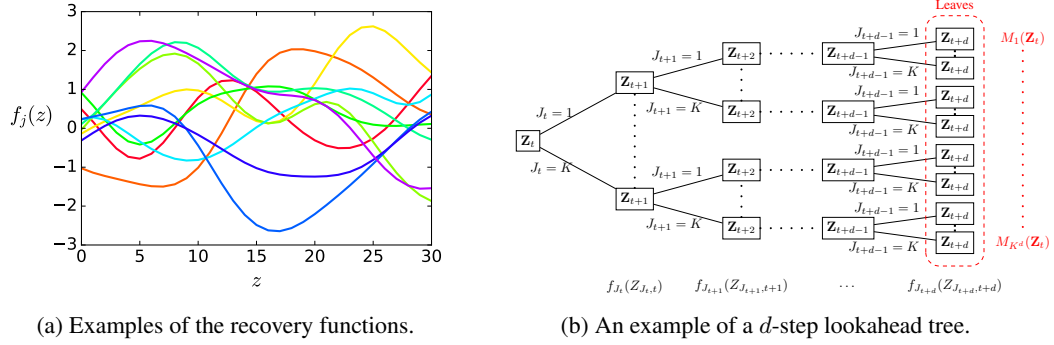 3
2
1
0
−1
−2
−3
f_j(z)
0 5 10 15 20 25 30
z
(a) Examples of the recovery functions.
Leaves
Z_t
J_t = 1
J_t = K
Z_{t+1}
Z_{t+1}
J_{t+1} = 1
J_{t+1} = K
J_{t+1} = 1
J_{t+1} = K
Z_{t+2}
Z_{t+2}
Z_{t+2}
Z_{t+2}
Z_{t+d−1}
Z_{t+d−1}
Z_{t+d−1}
Z_{t+d−1}
J_{t+d−1} = 1
J_{t+d−1} = K
J_{t+d−1} = 1
J_{t+d−1} = K
J_{t+d−1} = 1
J_{t+d−1} = K
J_{t+d−1} = 1
J_{t+d−1} = K
Z_{t+d}
Z_{t+d}
Z_{t+d}
Z_{t+d}
Z_{t+d}
Z_{t+d}
Z_{t+d}
Z_{t+d}
M_1(Z_t)
M_{K^d}(Z_t)
f_{J_t}(Z_{J_t,t}) f_{J_{t+1}}(Z_{J_{t+1},t+1}) ... f_{J_{t+d}}(Z_{J_{t+d},t+d})
(b) An example of a d-step lookahead tree.